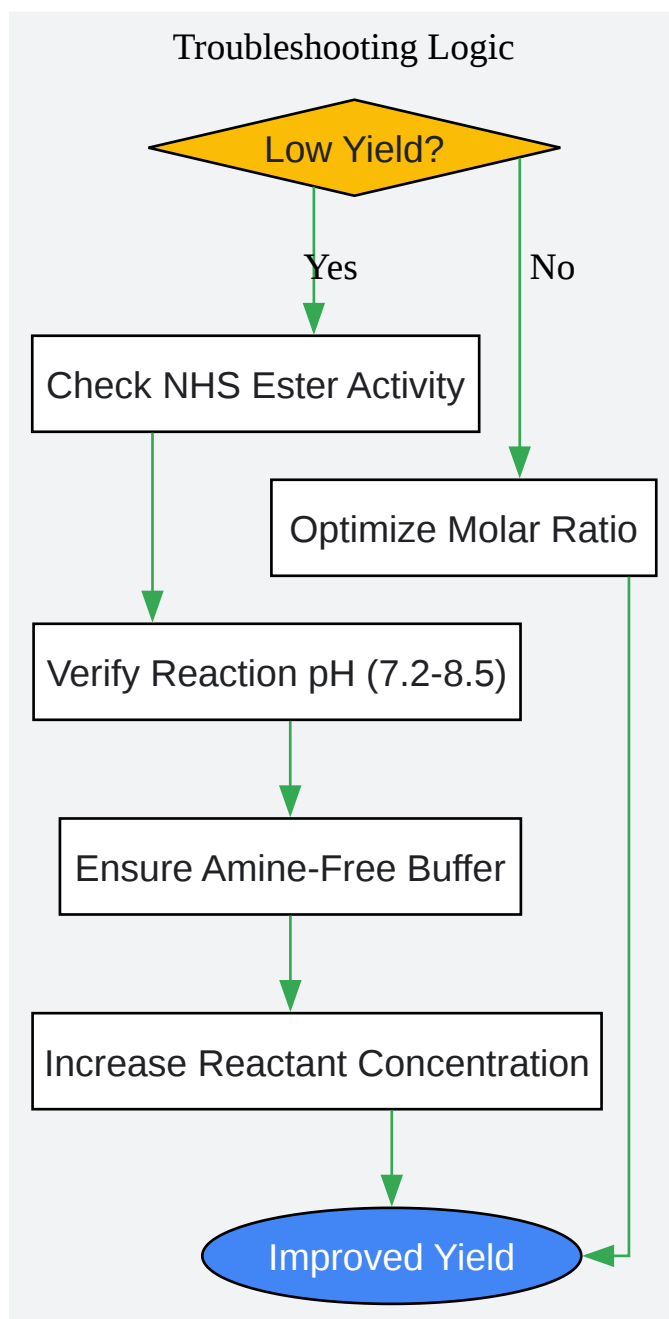 Troubleshooting Logic
Low Yield?
Yes
No
Check NHS Ester Activity
Optimize Molar Ratio
Verify Reaction pH (7.2-8.5)
Ensure Amine-Free Buffer
Increase Reactant Concentration
Improved Yield